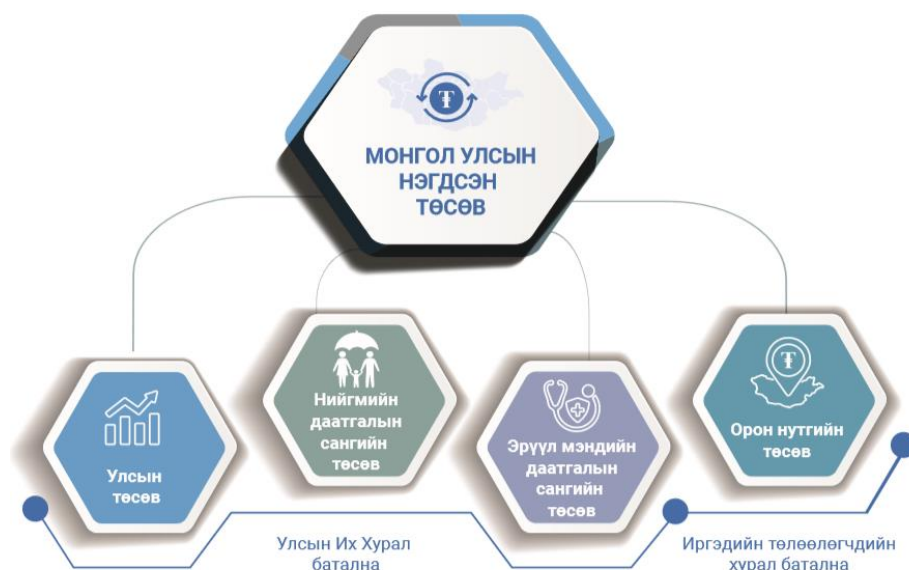 ₮
МОНГОЛ УЛСЫН
НЭГДСЭН
ТӨСӨВ
Улсын
төсөв
Нийгмийн
даатгалын
сангийн
төсөв
Эрүүл мэндийн
даатгалын
сангийн
төсөв
₮
Орон нутгийн
төсөв
Улсын Их Хурал
батална
Иргэдийн төлөөлөгчдийн
хурал батална